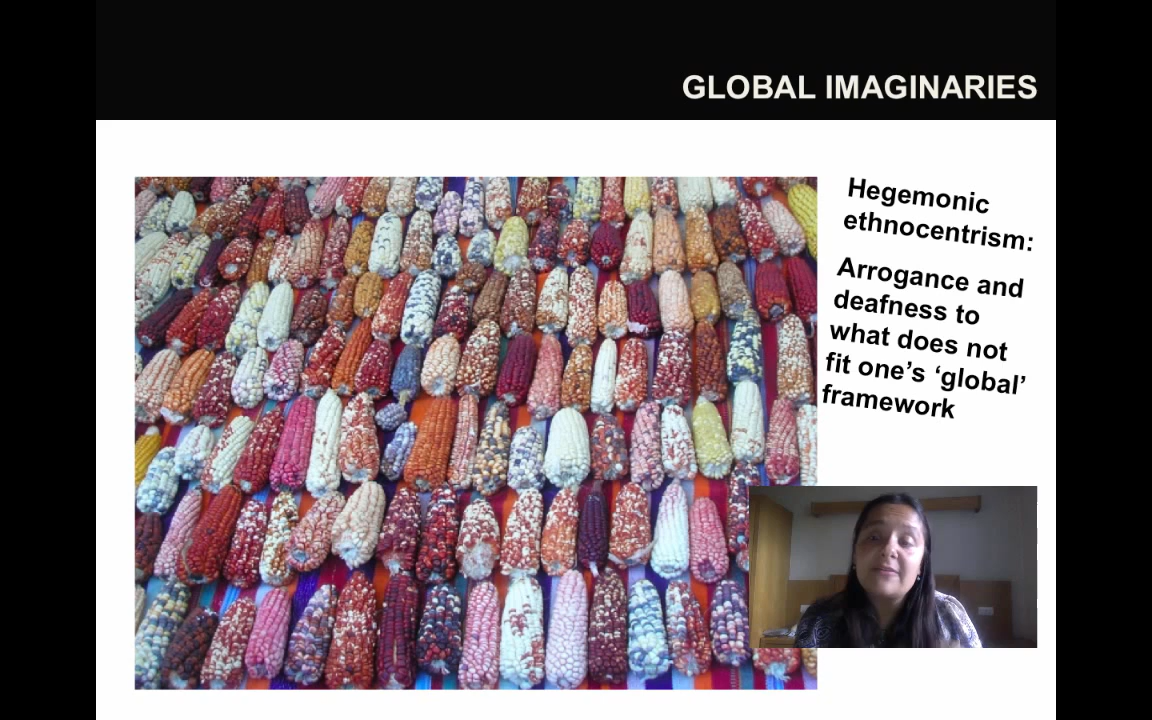 GLOBAL IMAGINARIES
Hegemonic
ethnocentrism:
Arrogance and
deafness to
what does not
fit one’s ‘global’
framework